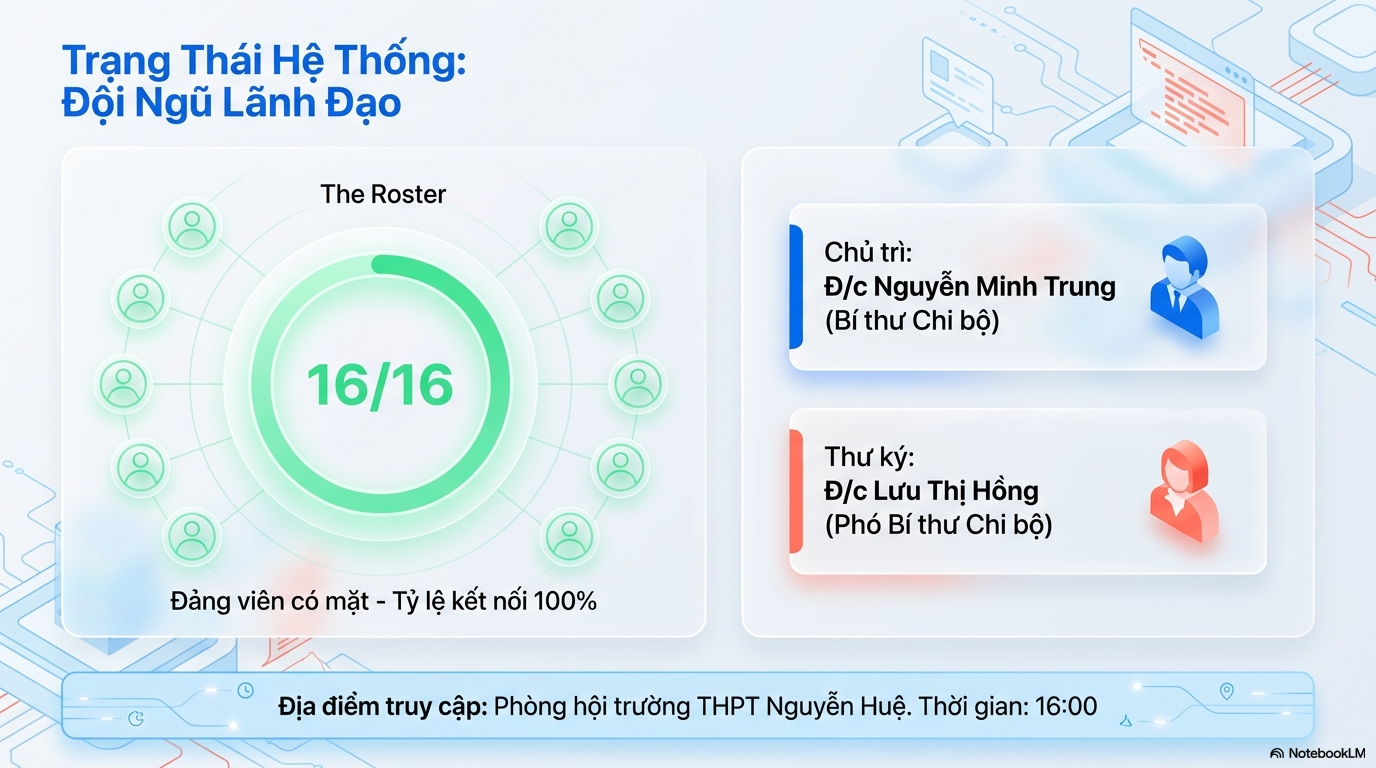 Trạng Thái Hệ Thống:
Đội Ngũ Lãnh Đạo
The Roster
16/16
Đảng viên có mặt - Tỷ lệ kết nối 100%
Chủ trì:
Đ/c Nguyễn Minh Trung
(Bí thư Chi bộ)
Thư ký:
Đ/c Lưu Thị Hồng
(Phó Bí thư Chi bộ)
Địa điểm truy cập: Phòng hội trường THPT Nguyễn Huệ. Thời gian: 16:00
NotebookLM